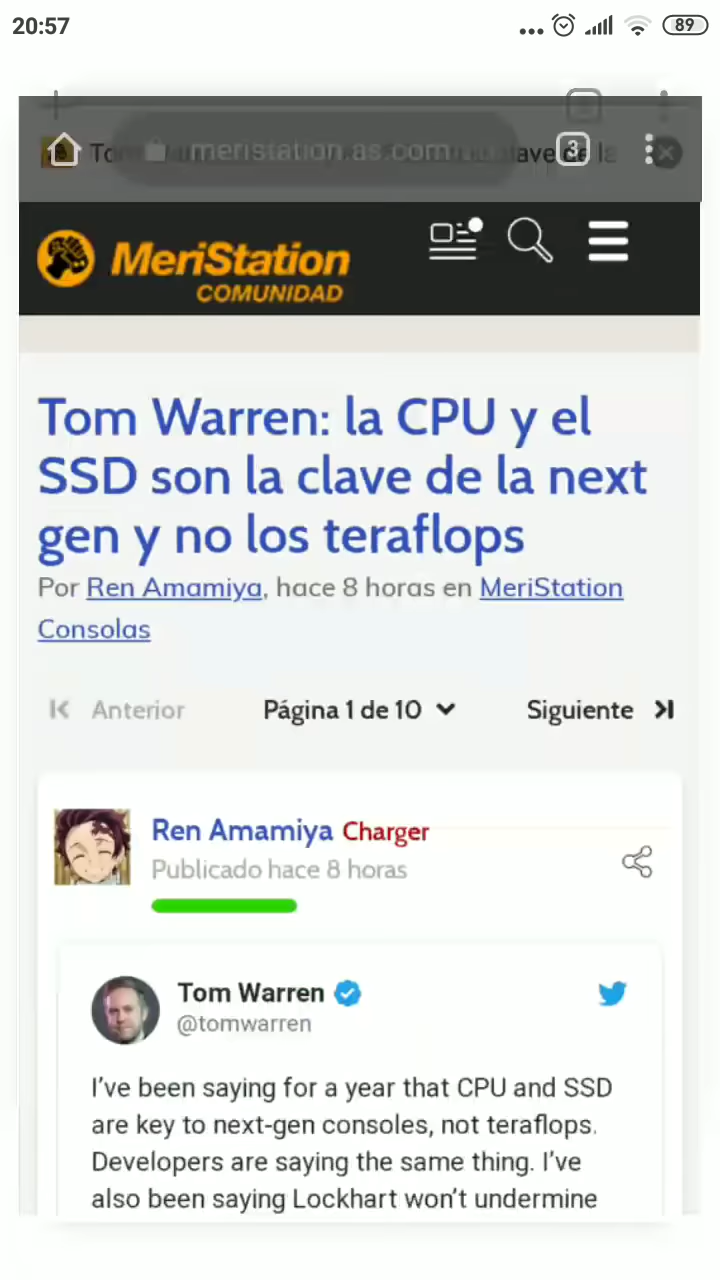 20:57
89
meristation.as.com
3
MeriStation
COMUNIDAD
Tom Warren: la CPU y el
SSD son la clave de la next
gen y no los teraflops
Por Ren Amamiya, hace 8 horas en MeriStation
Consolas
Anterior
Página 1 de 10
Siguiente
Ren Amamiya Charger
Publicado hace 8 horas
Tom Warren
@tomwarren
I've been saying for a year that CPU and SSD
are key to next-gen consoles, not teraflops.
Developers are saying the same thing. I've
also been saying Lockhart won't undermine